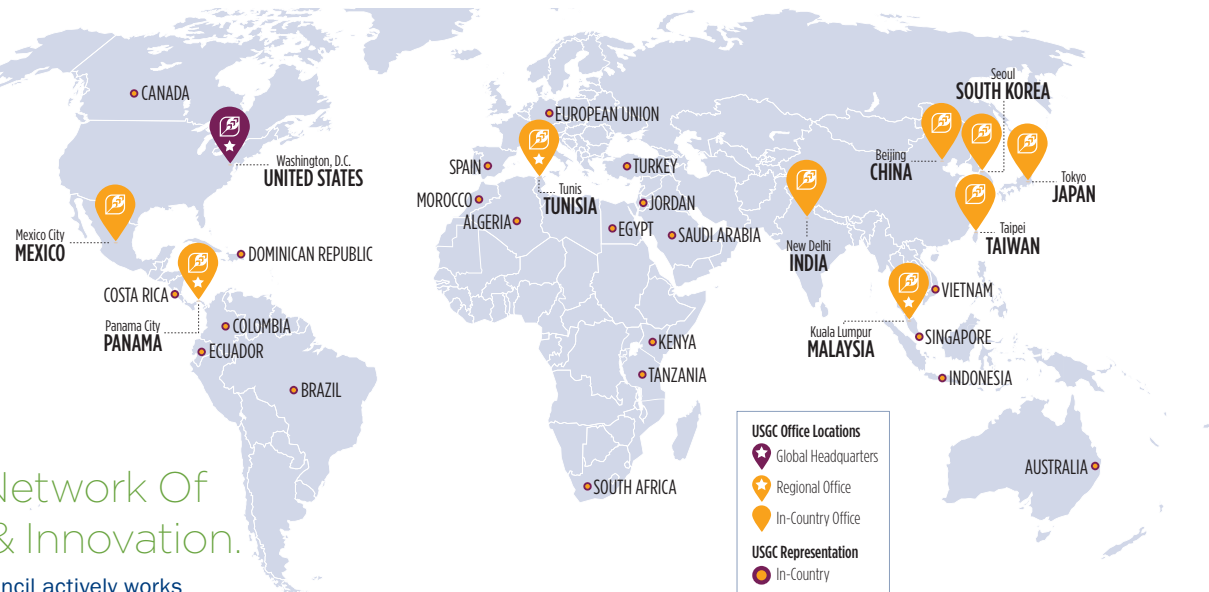 CANADA
Washington, D.C.
UNITED STATES
Mexico City
MEXICO
DOMINICAN REPUBLIC
COSTA RICA
Panama City
PANAMA
COLOMBIA
ECUADOR
BRAZIL
EUROPEAN UNION
SPAIN
TURKEY
MOROCCO
Tunis
TUNISIA
ALGERIA
JORDAN
EGYPT
SAUDI ARABIA
KENYA
TANZANIA
SOUTH AFRICA
Seoul
SOUTH KOREA
Beijing
CHINA
Tokyo
JAPAN
Taipei
TAIWAN
New Delhi
INDIA
VIETNAM
Kuala Lumpur
MALAYSIA
SINGAPORE
INDONESIA
AUSTRALIA
USGC Office Locations
Global Headquarters
Regional Office
In-Country Office
USGC Representation
In-Country
Network Of
& Innovation.
ncil actively works